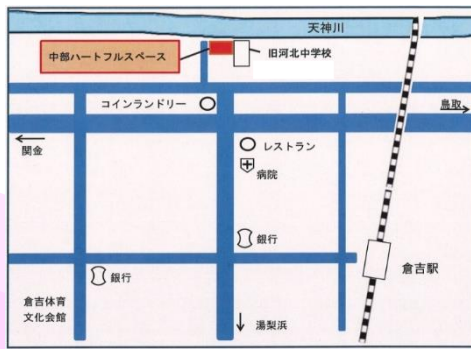 天神川
中部ハートフルスペース
旧河北中学校
コインランドリー
鳥取
関金
レストラン
病院
銀行
銀行
倉吉駅
倉吉体育
文化会館
湯梨浜